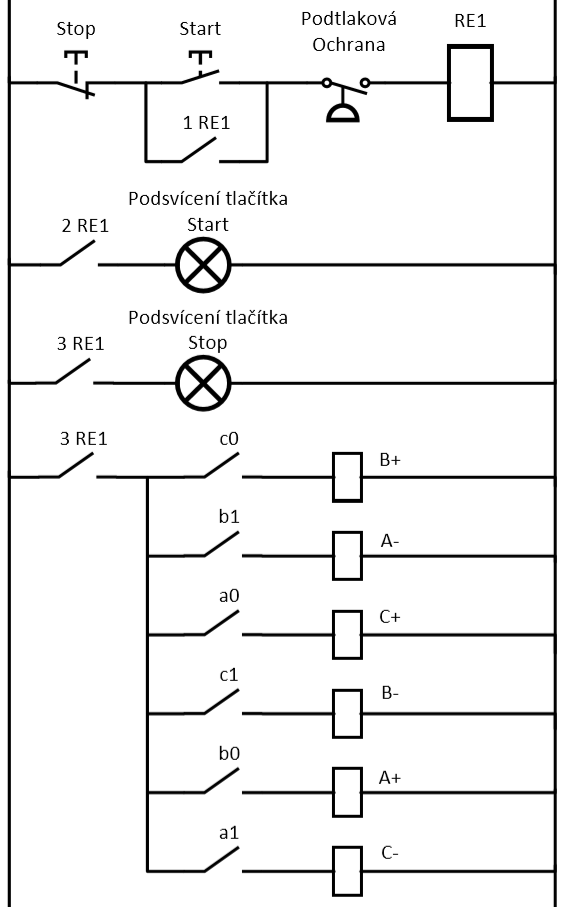 Stop
Start
Podtlaková
Ochrana
RE1
1 RE1
Podsvícení tlačítka
Start
2 RE1
Podsvícení tlačítka
Stop
3 RE1
3 RE1
c0
B+
b1
A-
a0
C+
c1
B-
b0
A+
a1
C-